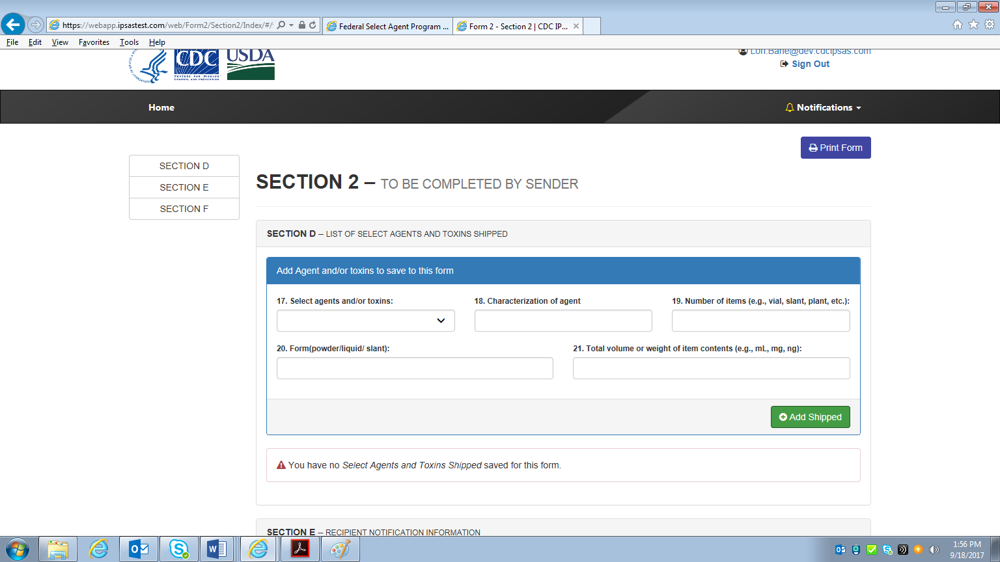 https://webapp.ipsastest.com/web/Form2/Section2/Index/#/
Federal Select Agent Program ...
Form 2 - Section 2 | CDC IP...
File Edit View Favorites Tools Help
CDC
CENTERS FOR DISEASE
CONTROL AND PREVENTION
USDA
Lori.Bane@dev.cdcipsas.com
Sign Out
Home
Notifications
Print Form
SECTION D
SECTION E
SECTION F
SECTION 2 – TO BE COMPLETED BY SENDER
SECTION D – LIST OF SELECT AGENTS AND TOXINS SHIPPED
Add Agent and/or toxins to save to this form
17. Select agents and/or toxins:
18. Characterization of agent
19. Number of items (e.g., vial, slant, plant, etc.):
20. Form(powder/liquid/ slant):
21. Total volume or weight of item contents (e.g., mL, mg, ng):
Add Shipped
You have no Select Agents and Toxins Shipped saved for this form.
SECTION E – RECIPIENT NOTIFICATION INFORMATION
1:56 PM
9/18/2017